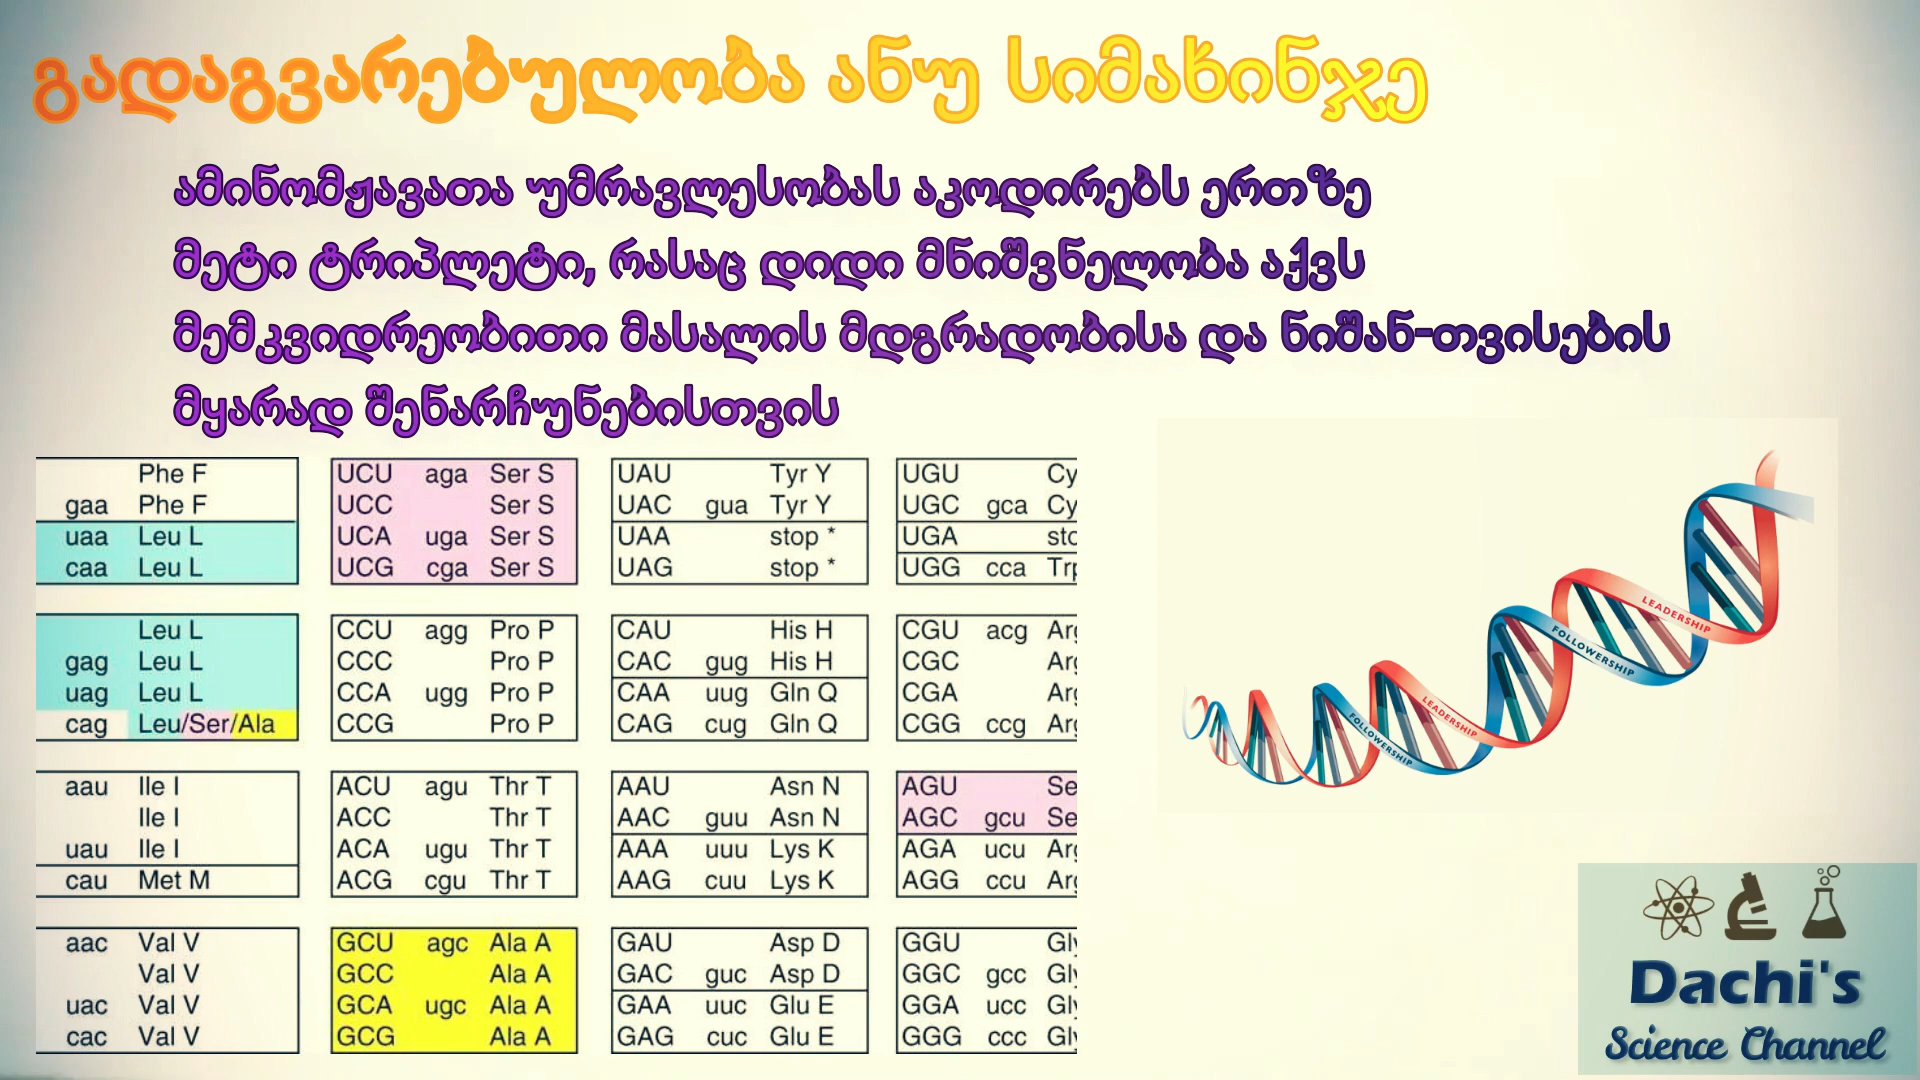 გადაგვარებულობა ანუ სიმახინჯე
ამინომჟავათა უმრავლესობას აკოდირებს ერთზე
მეტი ტრიპლეტი, რასაც დიდი მნიშვნელობა აქვს
მემკვიდრეობითი მასალის მდგრადობისა და ნიშან-თვისების
მყარად შენარჩუნებისთვის
Phe F UCU aga Ser S UAU Tyr Y UGU
gaa Phe F UCC Ser S UAC gua Tyr Y UGC gca
uaa Leu L UCA uga Ser S UAA stop * UGA
caa Leu L UCG cga Ser S UAG stop * UGG cca
Leu L CCU agg Pro P CAU His H CGU acg
gag Leu L CCC Pro P CAC gug His H CGC
uag Leu L CCA ugg Pro P CAA uug Gln Q CGA
cag Leu/Ser/Ala CCG Pro P CAG cug Gln Q CGG ccg
aau Ile I ACU agu Thr T AAU Asn N AGU
Ile I ACC Thr T AAC guu Asn N AGC gcu
uau Ile I ACA ugu Thr T AAA uuu Lys K AGA ucu
cau Met M ACG cgu Thr T AAG cuu Lys K AGG ccu
aac Val V GCU agc Ala A GAU Asp D GGU
Val V GCC Ala A GAC guc Asp D GGC gcc
uac Val V GCA ugc Ala A GAA uuc Glu E GGA ucc
cac Val V GCG Ala A GAG cuc Glu E GGG ccc
LEADERSHIP
FOLLOWERSHIP
LEADERSHIP
FOLLOWERSHIP
Dachi's
Science Channel